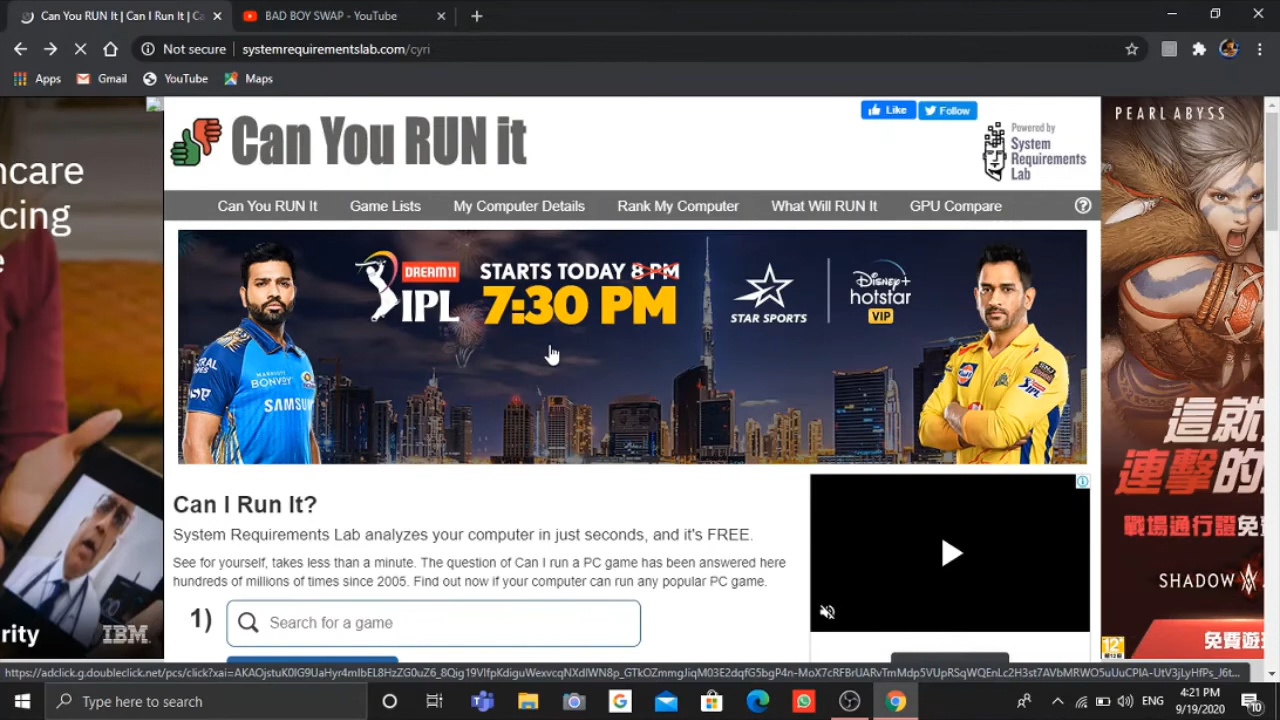 Can You RUN It | Can I Run It | Ca
BAD BOY SWAP - YouTube
Not secure
systemrequirementslab.com/cyri
Apps
Gmail
YouTube
Maps
Can You RUN it
Like
Follow
Powered by
System
Requirements
Lab
Can You RUN It
Game Lists
My Computer Details
Rank My Computer
What Will RUN It
GPU Compare
DREAM11
IPL
STARTS TODAY 8 PM
7:30 PM
STAR SPORTS
Disney+
hotstar
VIP
MARRIOTT
BONVOY
SAMSU
ncare
cing
e
rity
IBM
PEARL ABYSS
這就
連擊的
戰場通行證免
SHADOW
免費遊
12+
Can I Run It?
System Requirements Lab analyzes your computer in just seconds, and it's FREE.
See for yourself, takes less than a minute. The question of Can I run a PC game has been answered here
hundreds of millions of times since 2005. Find out now if your computer can run any popular PC game.
1)
Search for a game
Type here to search
ENG
4:21 PM
9/19/2020
10